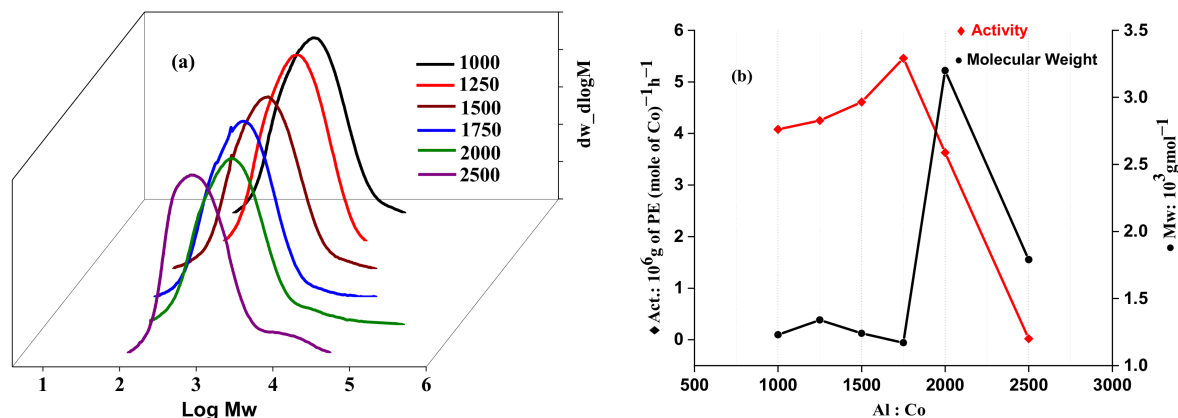 (a)
1000
1250
1500
1750
2000
2500
dw_dlogM
1 2 3 4 5 6
Log Mw
(b)
Activity
Molecular Weight
◆Act.: 10⁶g of PE (mole of Co)⁻¹h⁻¹
6
5
4
3
2
1
0
3.5
3.0
2.5
2.0
1.5
1.0
● Mw: 10³gmol⁻¹
500 1000 1500 2000 2500 3000
Al : Co